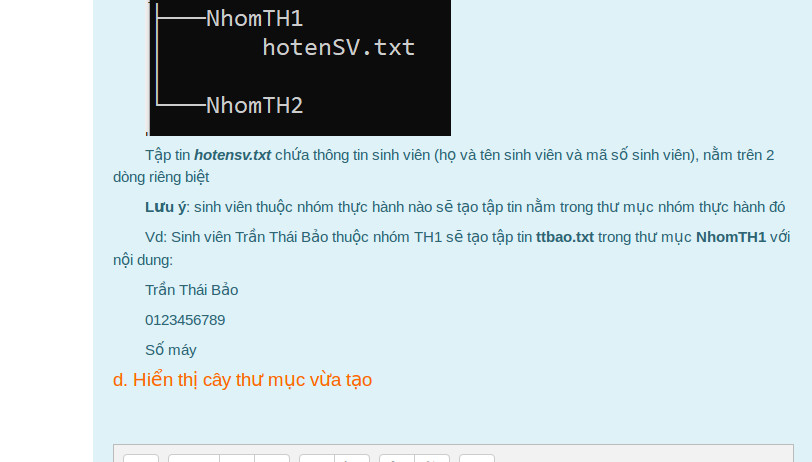 NhomTH1
hotenSV.txt
NhomTH2
Tập tin hotensv.txt chứa thông tin sinh viên (họ và tên sinh viên và mã số sinh viên), nằm trên 2
dòng riêng biệt
Lưu ý: sinh viên thuộc nhóm thực hành nào sẽ tạo tập tin nằm trong thư mục nhóm thực hành đó
Vd: Sinh viên Trần Thái Bảo thuộc nhóm TH1 sẽ tạo tập tin ttbao.txt trong thư mục NhomTH1 với
nội dung:
Trần Thái Bảo
0123456789
Số máy
d. Hiển thị cây thư mục vừa tạo